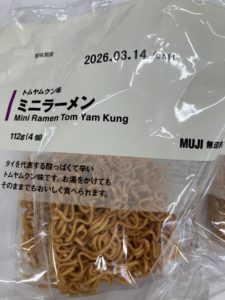 賞味期限
2026.03.14
トムヤムクン味
ミニラーメン
Mini Ramen Tom Yam Kung
112g(4個)
MUJI 無印良
タイを代表する酸っぱくて辛い
トムヤムクン味です。お湯をかけても
そのままでもおいしく食べられます。